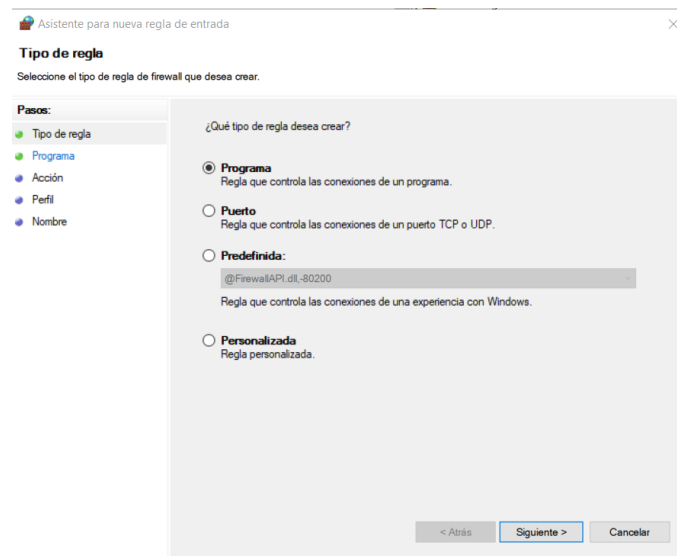 Asistente para nueva regla de entrada
Tipo de regla
Seleccione el tipo de regla de firewall que desea crear.
Pasos:
Tipo de regla
Programa
Acción
Perfil
Nombre
¿Qué tipo de regla desea crear?
Programa
Regla que controla las conexiones de un programa.
Puerto
Regla que controla las conexiones de un puerto TCP o UDP.
Predefinida:
@FirewallAPI.dll,-80200
Regla que controla las conexiones de una experiencia con Windows.
Personalizada
Regla personalizada.
< Atrás Siguiente > Cancelar